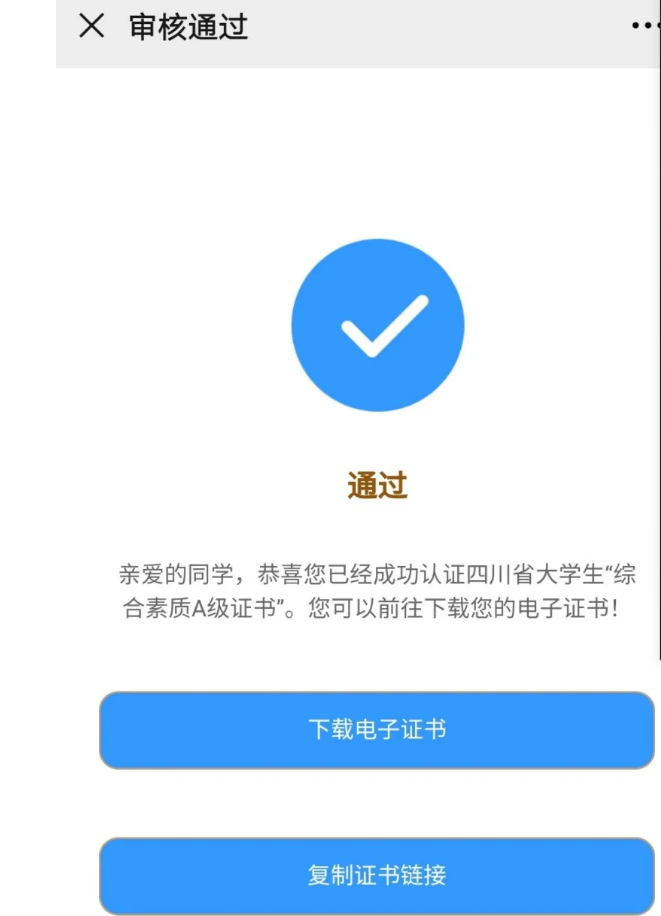 审核通过
通过
亲爱的同学，恭喜您已经成功认证四川省大学生“综
合素质A级证书”。您可以前往下载您的电子证书！
下载电子证书
复制证书链接